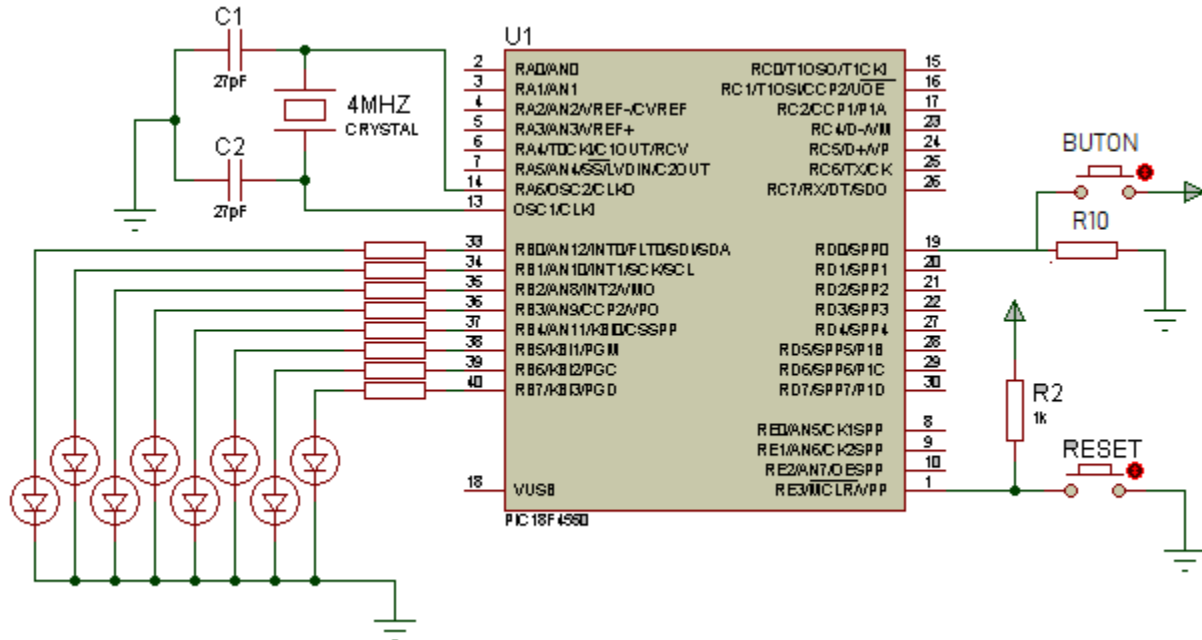 C1
27pF
4MHZ
CRYSTAL
C2
27pF
U1
2 RA0/AN0
3 RA1/AN1
4 RA2/AN2/VREF-/CVREF
5 RA3/AN3/VREF+
6 RA4/T0CKI/C1OUT/RCV
7 RA5/AN4/SS/LVDIN/C2OUT
14 RA6/OSC2/CLKO
13 OSC1/CLKI
33 RB0/AN12/INT0/FLT0/SDI/SDA
34 RB1/AN10/INT1/SCK/SCL
35 RB2/AN8/INT2/VMO
36 RB3/AN9/CCP2/VPO
37 RB4/AN11/KBI0/CSSPP
38 RB5/KBI1/PGM
39 RB6/KBI2/PGC
40 RB7/KBI3/PGD
18 VUSB
RC0/T1OSO/T1CKI 15
RC1/T1OSI/CCP2/UOE 16
RC2/CCP1/P1A 17
RC4/D-/VM 23
RC5/D+/VP 24
RC6/TX/CK 25
RC7/RX/DT/SDO 26
RD0/SPP0 19
RD1/SPP1 20
RD2/SPP2 21
RD3/SPP3 22
RD4/SPP4 27
RD5/SPP5/P1B 28
RD6/SPP6/P1C 29
RD7/SPP7/P1D 30
RE0/AN5/CK1SPP 8
RE1/AN6/CK2SPP 9
RE2/AN7/OESPP 10
RE3/MCLR/VPP 1
PIC18F4550
BUTON
R10
R2
1k
RESET